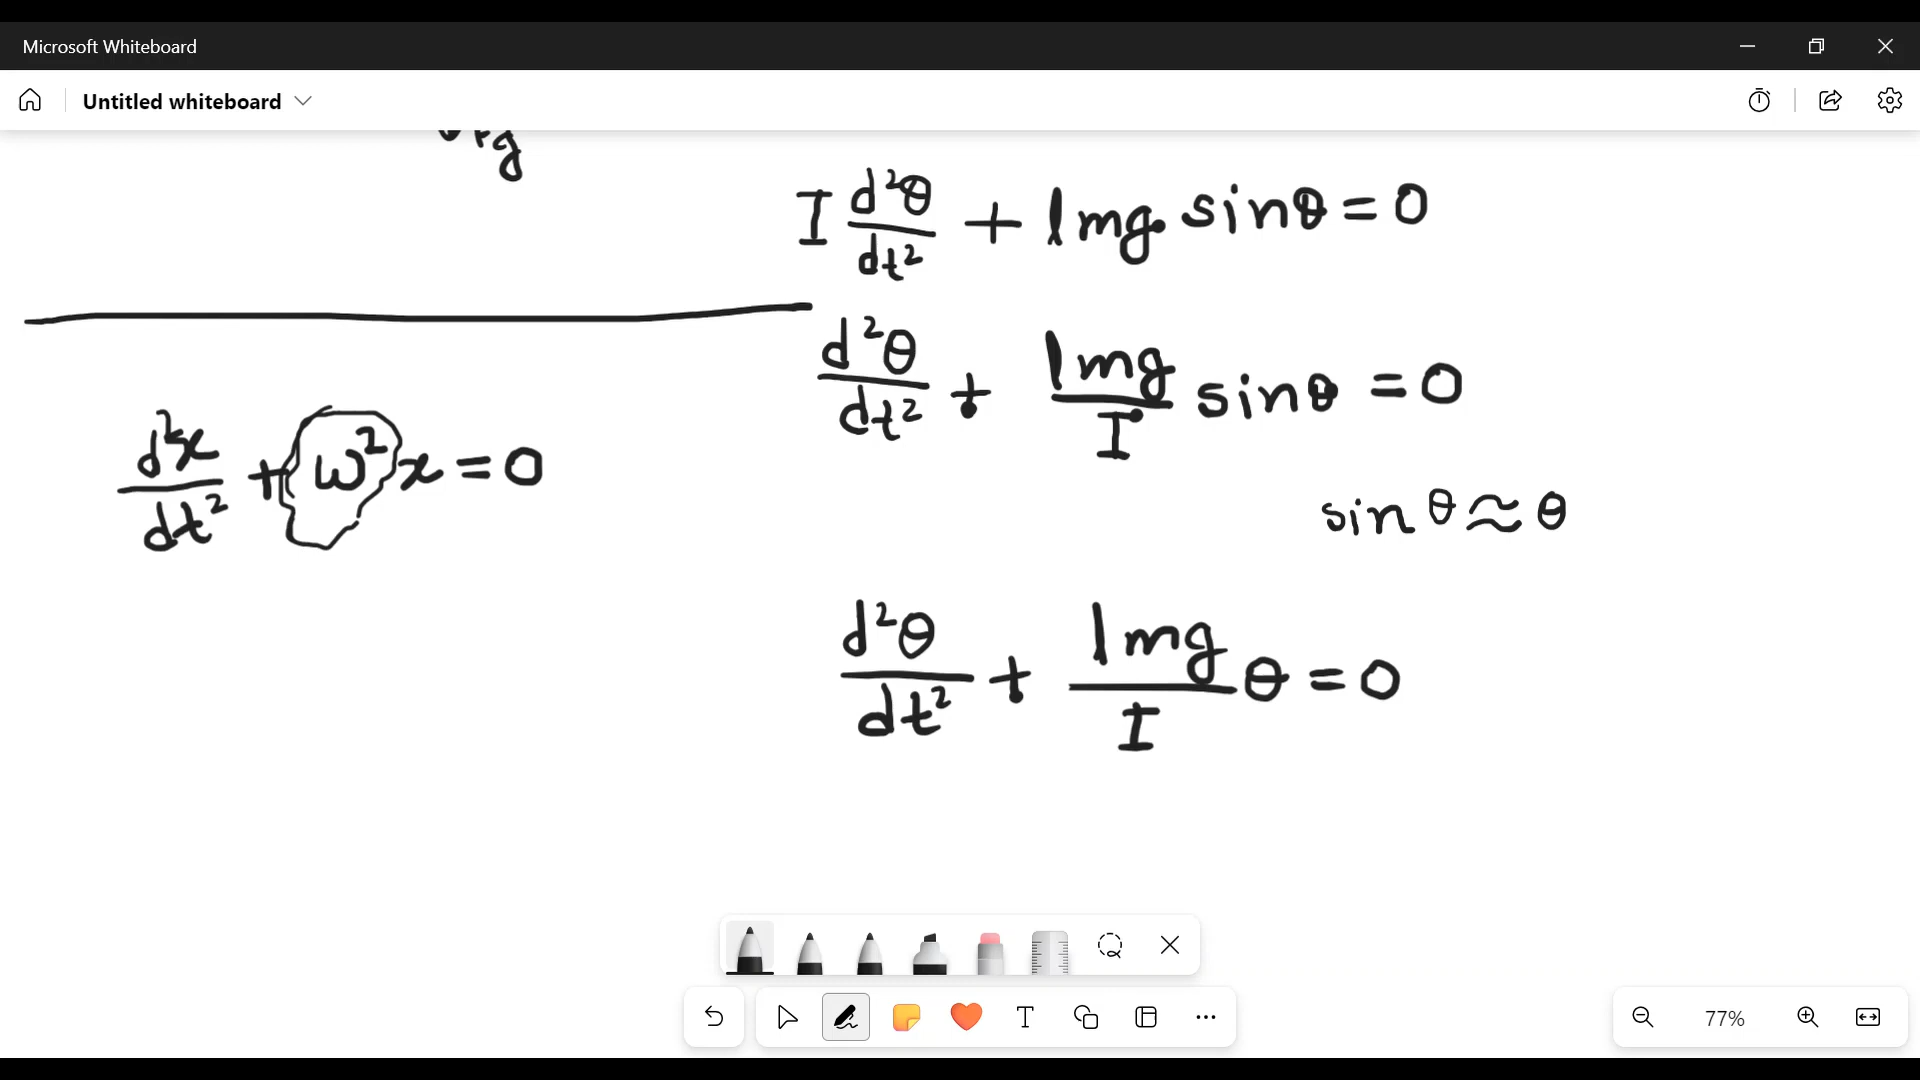 Microsoft Whiteboard
Untitled whiteboard
I d²θ/dt² + lmg sinθ = 0
d²θ/dt² + lmg/I sinθ = 0
d²x/dt² + ω²x = 0
sin θ ≈ θ
d²θ/dt² + lmg/I θ = 0
77%